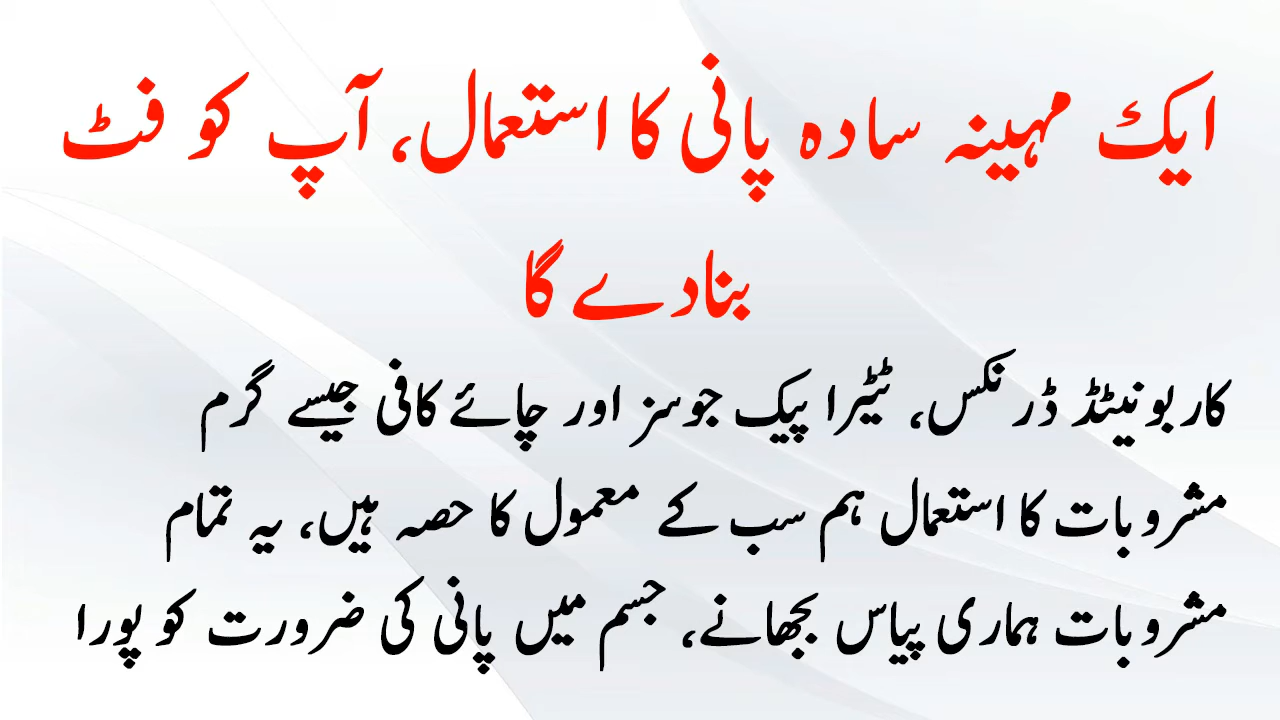 ایک مہینہ سادہ پانی کا استعمال، آپ کو فٹ
بنادے گا
کاربونیٹڈ ڈرنکس، ٹیٹرا پیک جوسز اور چائے کافی جیسے گرم
مشروبات کا استعمال ہم سب کے معمول کا حصہ ہیں، یہ تمام
مشروبات ہماری پیاس بجھانے، جسم میں پانی کی ضرورت کو پورا